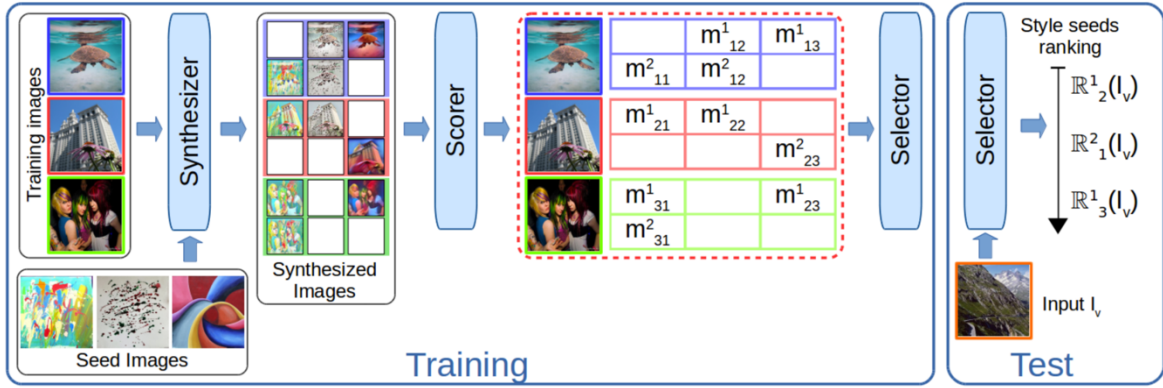 Training images
Synthesizer
Seed Images
Synthesized
Images
Scorer
m¹₁₂ m¹₁₃
m²₁₁ m²₁₂
m¹₂₁ m¹₂₂
m²₂₃
m¹₃₁ m¹₂₃
m²₃₁
Selector
Training
Selector
Style seeds
ranking
ℝ¹₂(Iᵥ)
ℝ²₁(Iᵥ)
ℝ¹₃(Iᵥ)
Input Iᵥ
Test